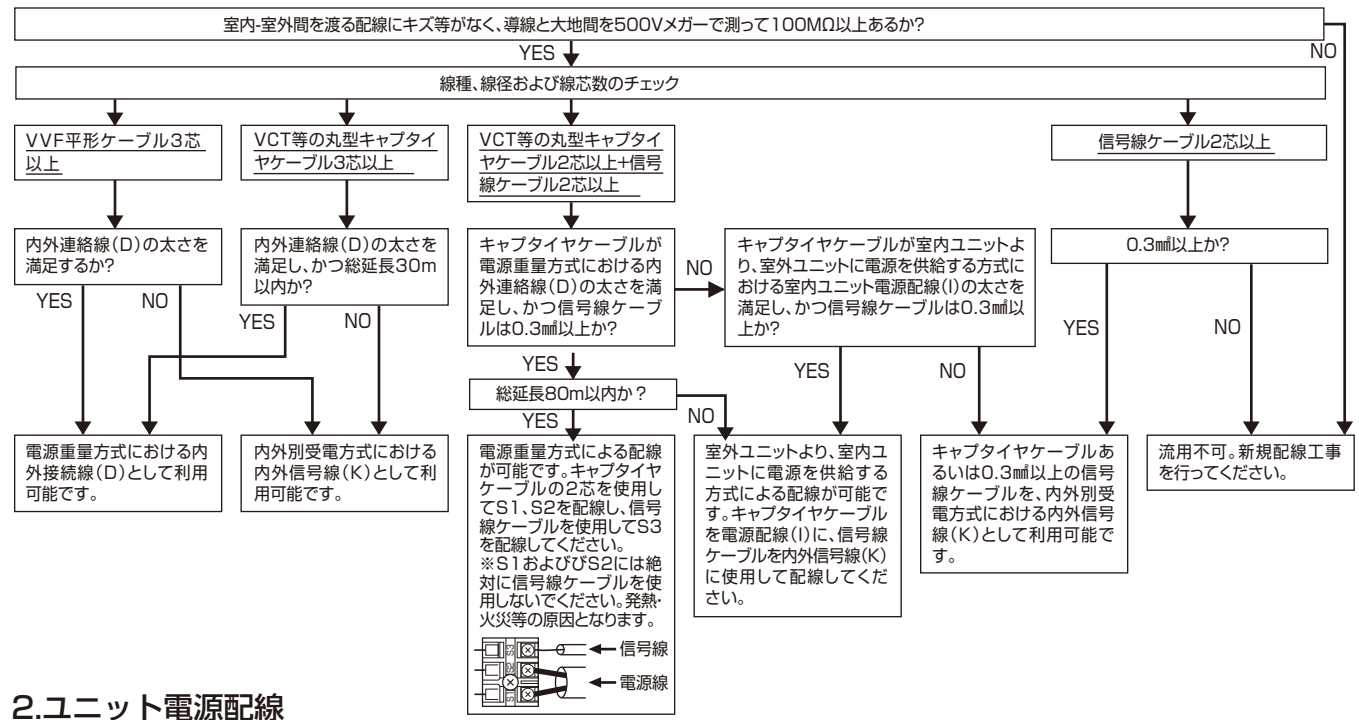 室内-室外間を渡る配線にキズ等がなく、導線と大地間を500Vメガーで測って100MΩ以上あるか?
YES
NO
線種、線径および線芯数のチェック
VVF平形ケーブル3芯
以上
VCT等の丸型キャプタイ
ヤケーブル3芯以上
VCT等の丸型キャプタイ
ヤケーブル2芯以上+信号
線ケーブル2芯以上
信号線ケーブル2芯以上
内外連絡線(D)の太さを
満足するか?
内外連絡線(D)の太さを
満足し、かつ総延長30m
以内か?
キャプタイヤケーブルが
電源重量方式における内
外連絡線(D)の太さを満
足し、かつ信号線ケーブ
ルは0.3㎟以上か?
NO
キャプタイヤケーブルが室内ユニットよ
り、室外ユニットに電源を供給する方式に
おける室内ユニット電源配線(I)の太さを
満足し、かつ信号線ケーブルは0.3㎟以
上か?
0.3㎟以上か?
YES
NO
YES
NO
YES
YES
NO
YES
NO
総延長80m以内か?
YES
NO
電源重量方式における内
外接続線(D)として利用
可能です。
内外別受電方式における
内外信号線(K)として利
用可能です。
電源重量方式による配線
が可能です。キャプタイヤ
ケーブルの2芯を使用し
てS1、S2を配線し、信号
線ケーブルを使用してS3
を配線してください。
※S1およびびS2には絶
対に信号線ケーブルを使
用しないでください。発熱・
火災等の原因となります。
S3
S2
S1
信号線
電源線
室外ユニットより、室内ユ
ニットに電源を供給する
方式による配線が可能で
す。キャプタイヤケーブル
を電源配線(I)に、信号線
ケーブルを内外信号線(K)
に使用して配線してくだ
さい。
キャプタイヤケーブルあ
るいは0.3㎟以上の信号
線ケーブルを、内外別受
電方式における内外信号
線(K)として利用可能で
す。
流用不可。新規配線工事
を行ってください。
2.ユニット電源配線